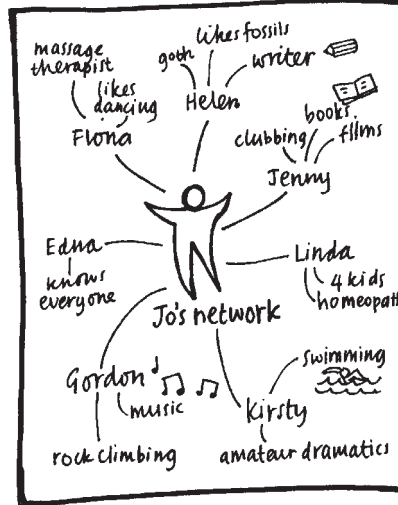 massage
therapist
likes
dancing
Fiona
goth
likes fossils
writer
Helen
clubbing
books
films
Jenny
Edna
knows
everyone
Linda
4 kids
homeopath
Jo's network
Gordon
music
rock climbing
swimming
Kirsty
amateur dramatics